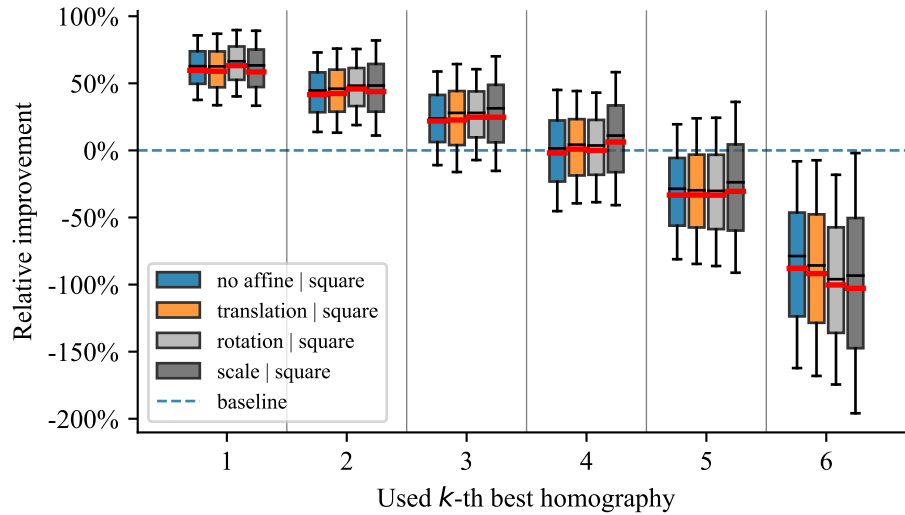 100%
50%
0%
-50%
-100%
-150%
-200%
Relative improvement
no affine | square
translation | square
rotation | square
scale | square
baseline
1 2 3 4 5 6
Used k-th best homography